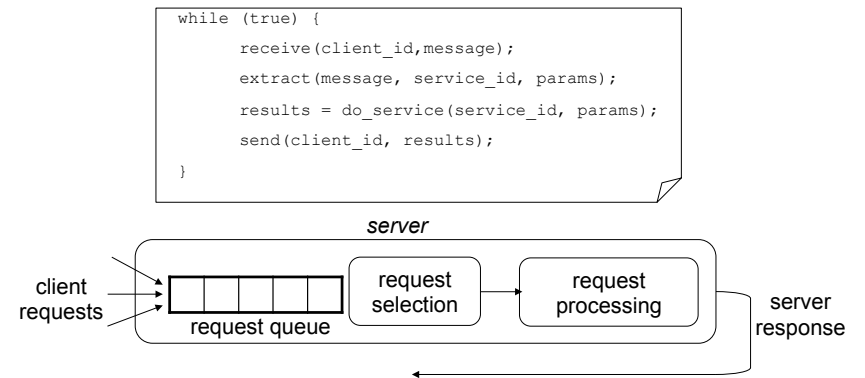 while (true) {
receive(client_id,message);
extract(message, service_id, params);
results = do_service(service_id, params);
send(client_id, results);
}
server
client
requests
request queue
request
selection
request
processing
server
response